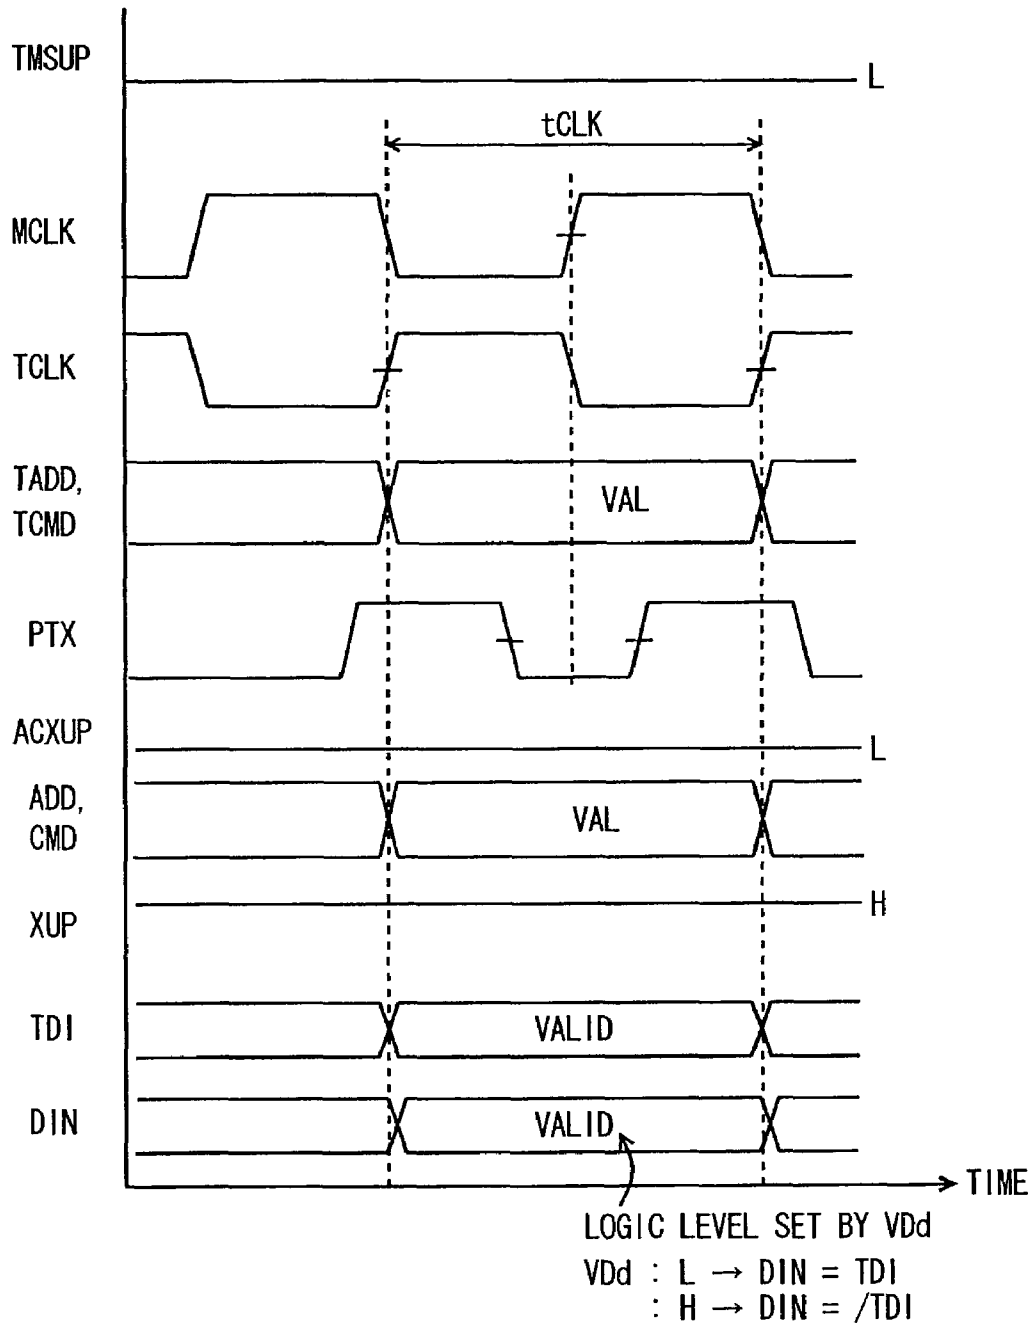 TMSUP
L
tCLK
MCLK
TCLK
TADD,
TCMD
VAL
PTX
ACXUP
L
ADD,
CMD
VAL
XUP
H
TDI
VALID
DIN
VALID
TIME
LOGIC LEVEL SET BY VDd
VDd : L → DIN = TDI
: H → DIN = /TDI